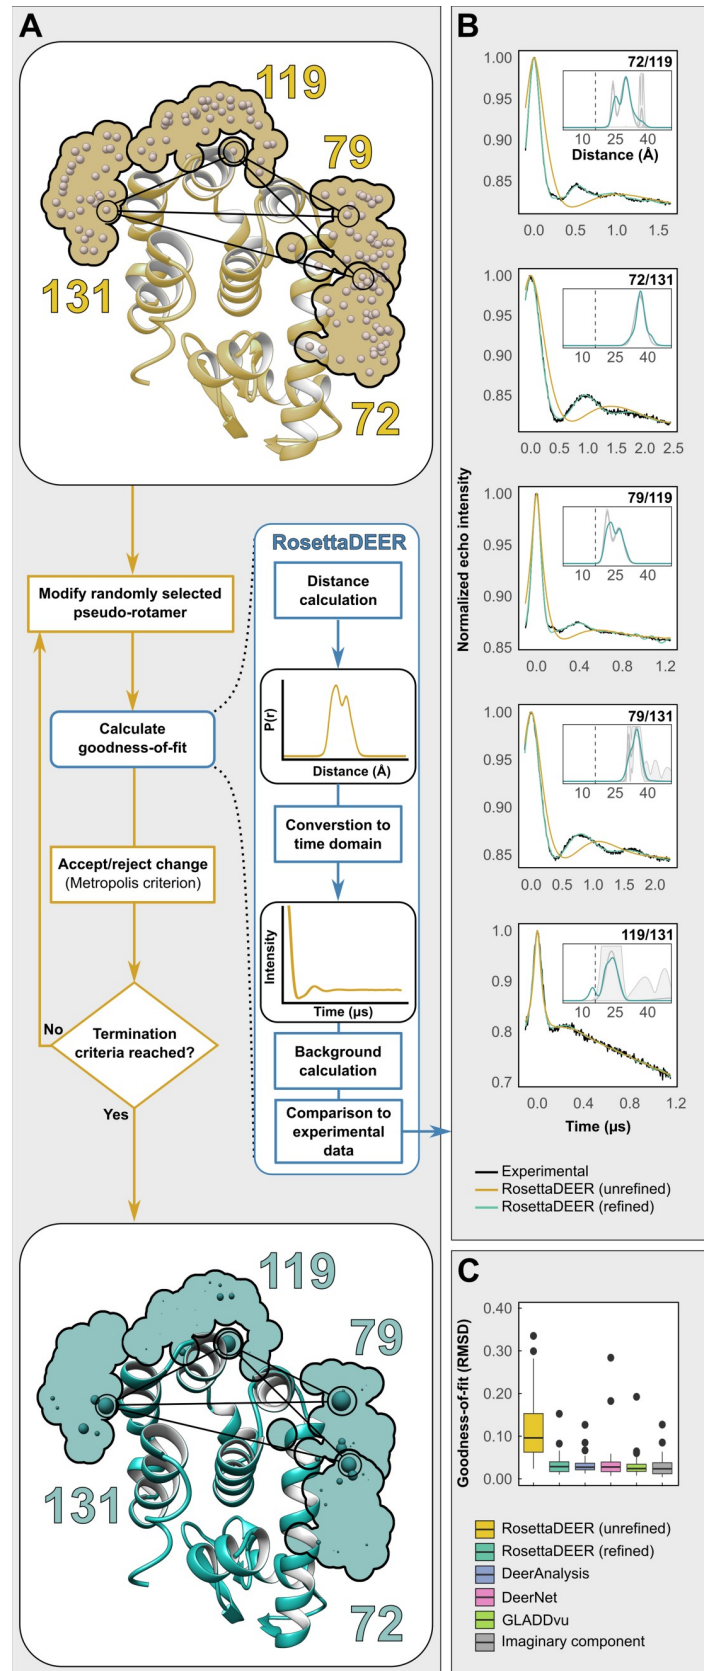 A
119
79
131
72
Modify randomly selected
pseudo-rotamer
Calculate
goodness-of-fit
Accept/reject change
(Metropolis criterion)
No
Termination
criteria reached?
Yes
RosettaDEER
Distance
calculation
P(r)
Distance (Å)
Converstion to
time domain
Intensity
Time (µs)
Background
calculation
Comparison to
experimental
data
119
79
131
72
B
Normalized echo intensity
72/119
1.00
0.95
0.90
0.85
10 25 40
Distance (Å)
0.0 0.5 1.0 1.5
72/131
1.00
0.95
0.90
0.85
10 25 40
0.0 0.5 1.0 1.5 2.0 2.5
79/119
1.00
0.95
0.90
0.85
10 25 40
0.0 0.4 0.8 1.2
79/131
1.00
0.95
0.90
0.85
10 25 40
0.0 0.5 1.0 1.5 2.0
119/131
1.0
0.9
0.8
0.7
10 25 40
0.0 0.4 0.8 1.2
Time (µs)
Experimental
RosettaDEER (unrefined)
RosettaDEER (refined)
C
Goodness-of-fit (RMSD)
0.40
0.30
0.20
0.10
0.00
RosettaDEER (unrefined)
RosettaDEER (refined)
DeerAnalysis
DeerNet
GLADDvu
Imaginary component